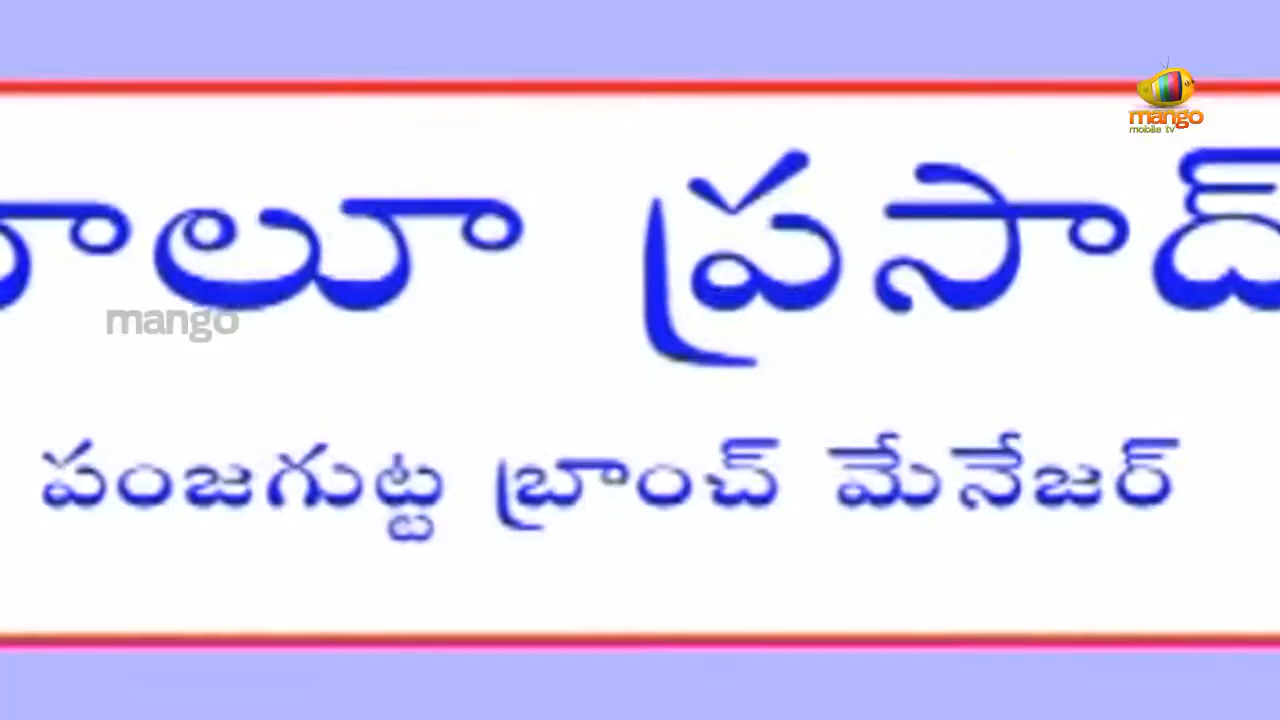 mango
mobile tv
ప్రసాద్
mango
పంజగుట్ట బ్రాంచ్ మేనేజర్